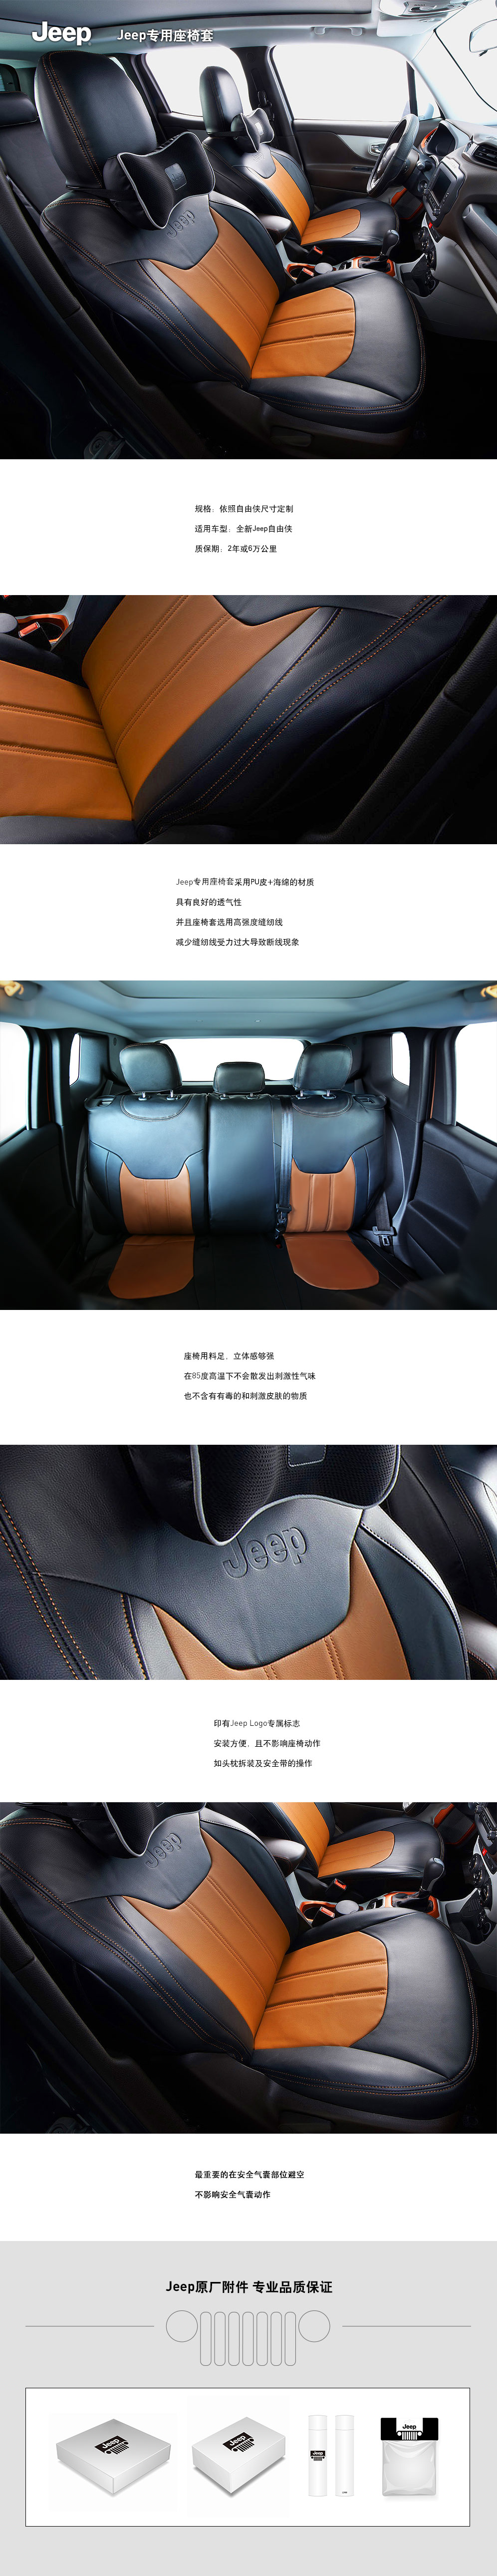 Jeep
Jeep专用座椅套
Jeep
规格：依照自由侠尺寸定制
适用车型：全新Jeep自由侠
质保期：2年或6万公里
Jeep专用座椅套采用PU皮+海绵的材质
具有良好的透气性
并且座椅套选用高强度缝纫线
减少缝纫线受力过大导致断线现象
座椅用料足，立体感够强
在85度高温下不会散发出刺激性气味
也不含有有毒的和刺激皮肤的物质
Jeep
印有Jeep Logo专属标志
安装方便，且不影响座椅动作
如头枕拆装及安全带的操作
Jeep
最重要的在安全气囊部位避空
不影响安全气囊动作
Jeep原厂附件 专业品质保证
Jeep
Jeep
Jeep
Jeep